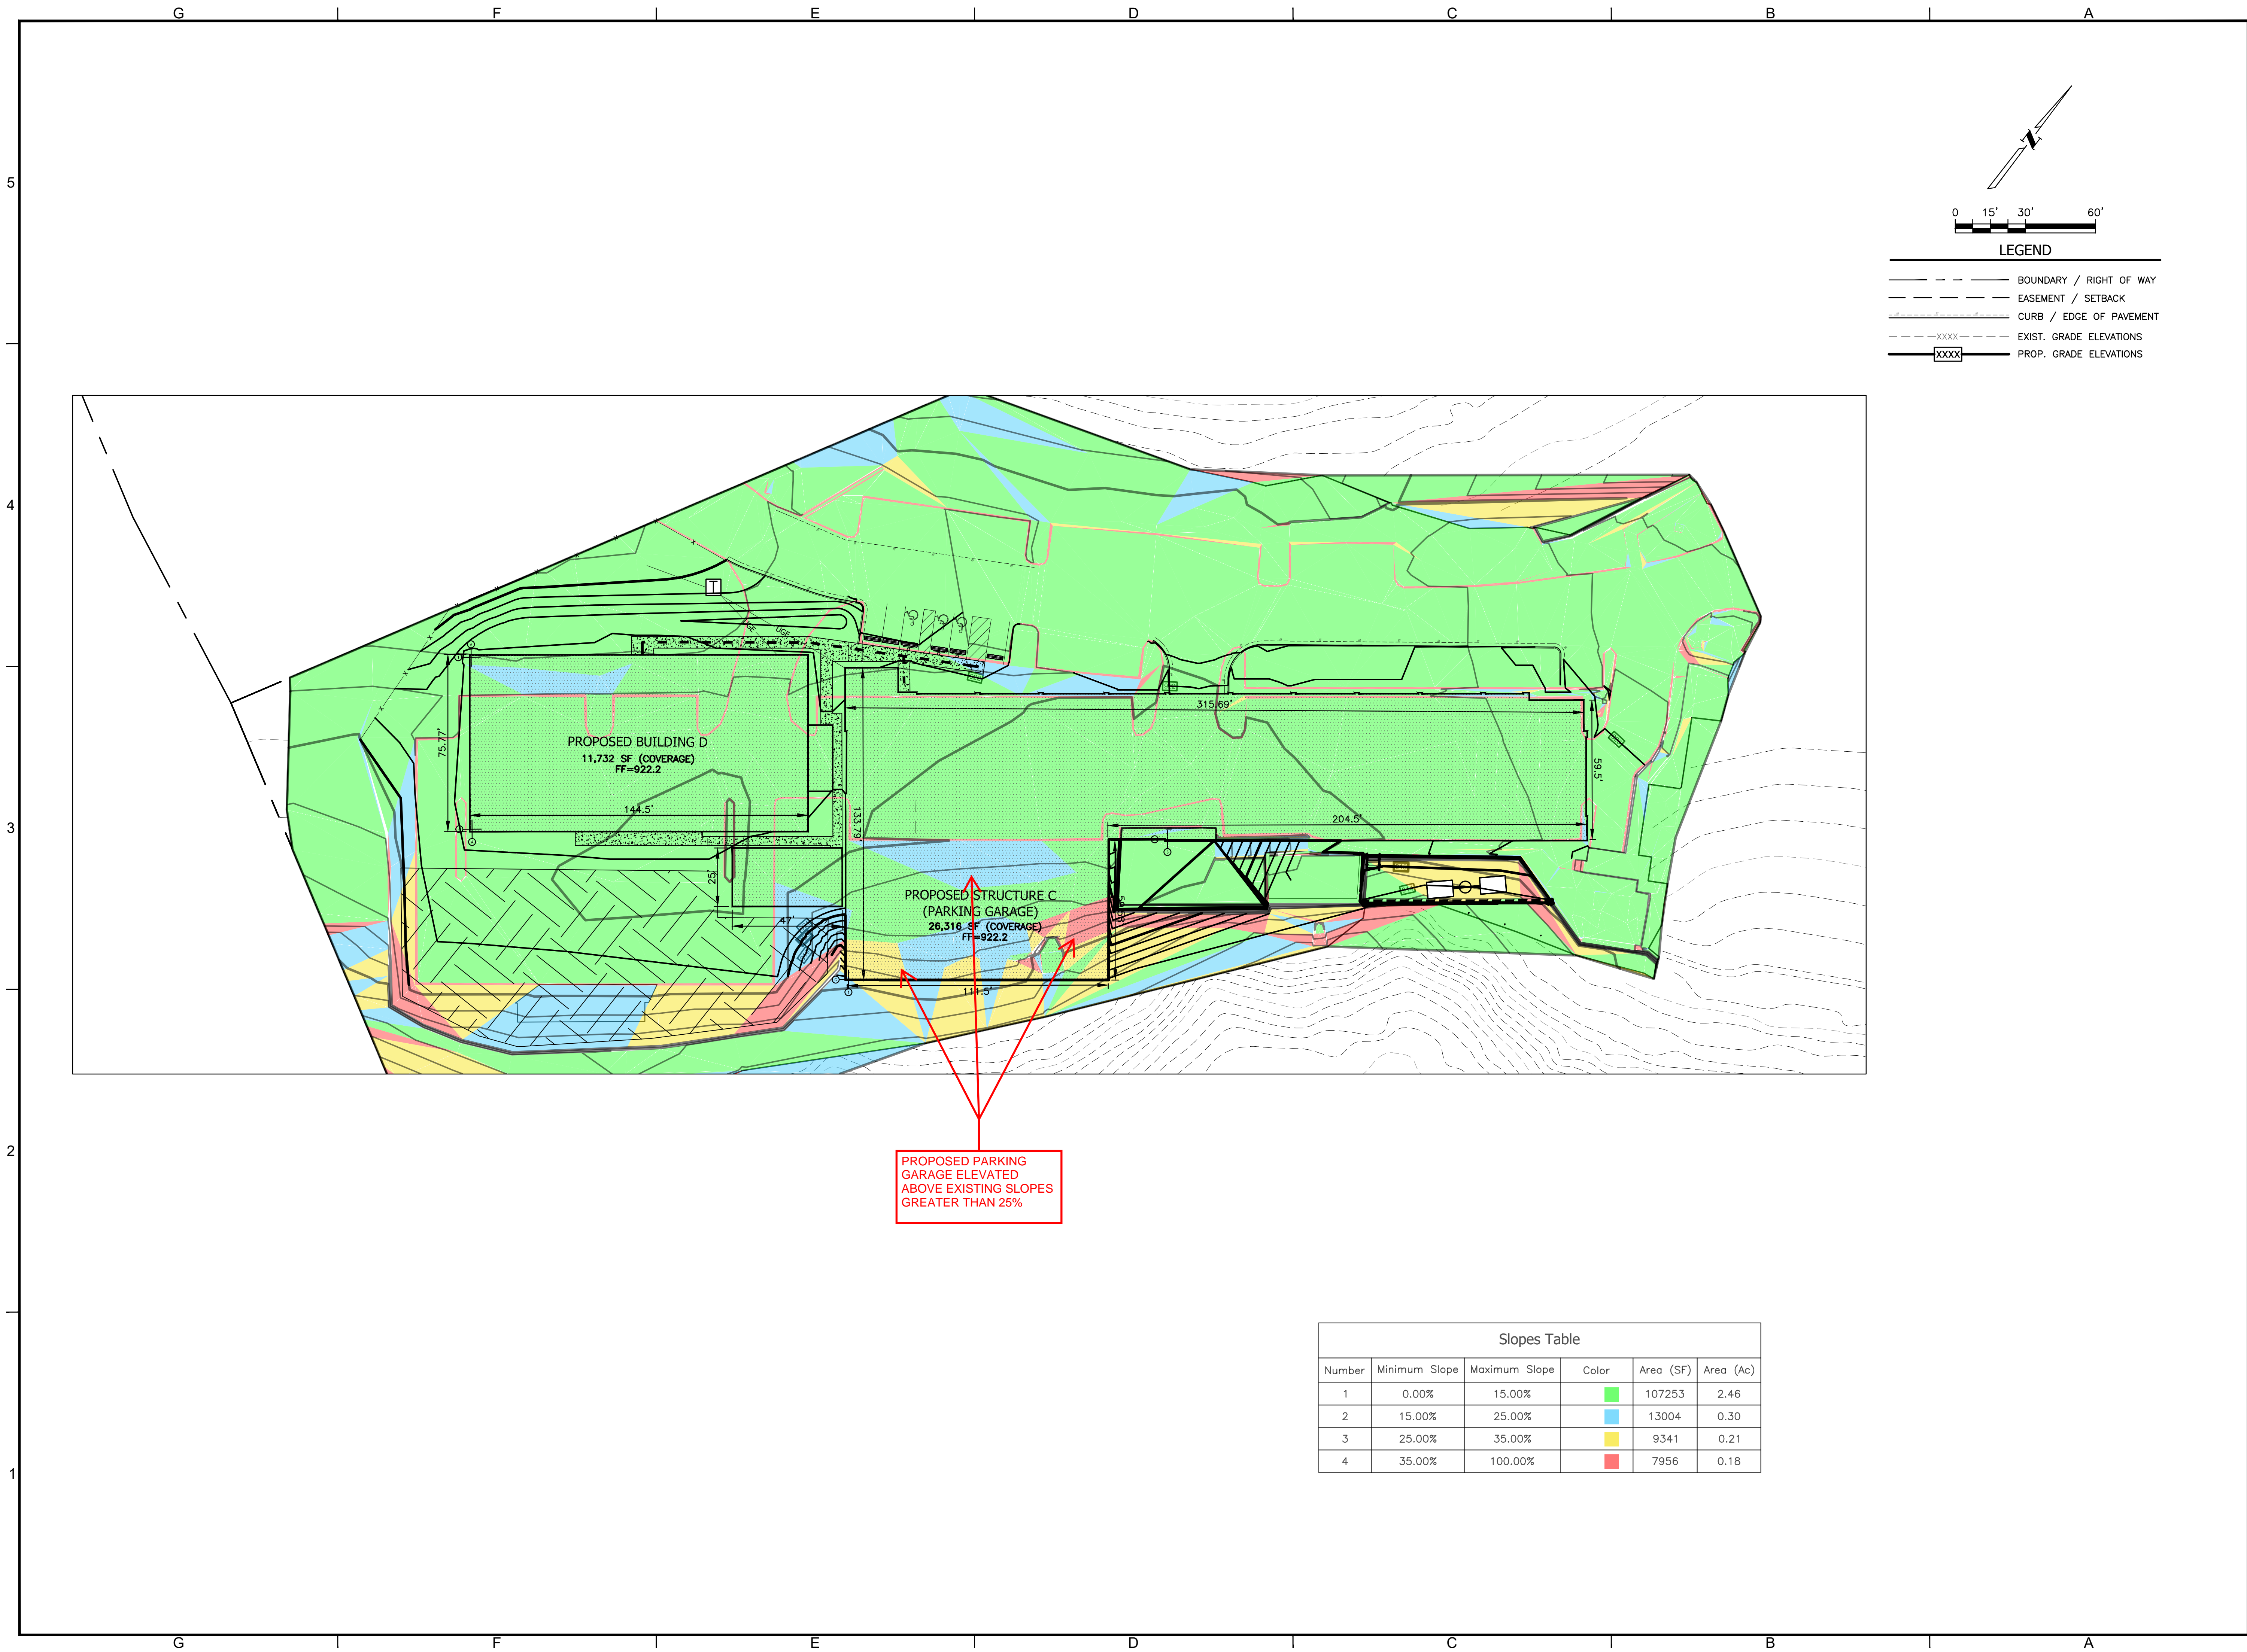 G F E D C B A
5
4
3
2
1
N
0 15' 30' 60'
LEGEND
BOUNDARY / RIGHT OF WAY
EASEMENT / SETBACK
CURB / EDGE OF PAVEMENT
XXXX EXIST. GRADE ELEVATIONS
XXXX PROP. GRADE ELEVATIONS
T
UGE
UGE
315.69'
75.77'
PROPOSED BUILDING D
11,732 SF (COVERAGE)
FF=922.2
59.5'
144.5'
133.79'
204.5'
25'
47'
PROPOSED STRUCTURE C
(PARKING GARAGE)
26,316 SF (COVERAGE)
FF=922.2
111.5'
PROPOSED PARKING
GARAGE ELEVATED
ABOVE EXISTING SLOPES
GREATER THAN 25%
Slopes Table
Number Minimum Slope Maximum Slope Color Area (SF) Area (Ac)
1 0.00% 15.00% 107253 2.46
2 15.00% 25.00% 13004 0.30
3 25.00% 35.00% 9341 0.21
4 35.00% 100.00% 7956 0.18
G F E D C B A